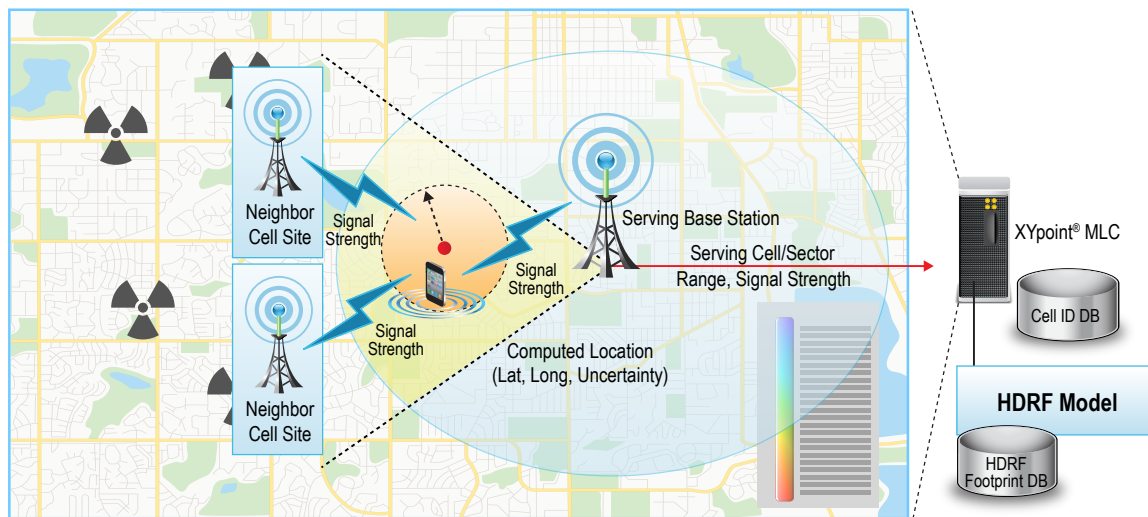 Neighbor
Cell Site
Signal
Strength
Serving Base Station
Serving Cell/Sector
Range, Signal Strength
XYpoint® MLC
Cell ID DB
Signal
Strength
Signal
Strength
Neighbor
Cell Site
Computed Location
(Lat, Long, Uncertainty)
HDRF Model
HDRF
Footprint DB